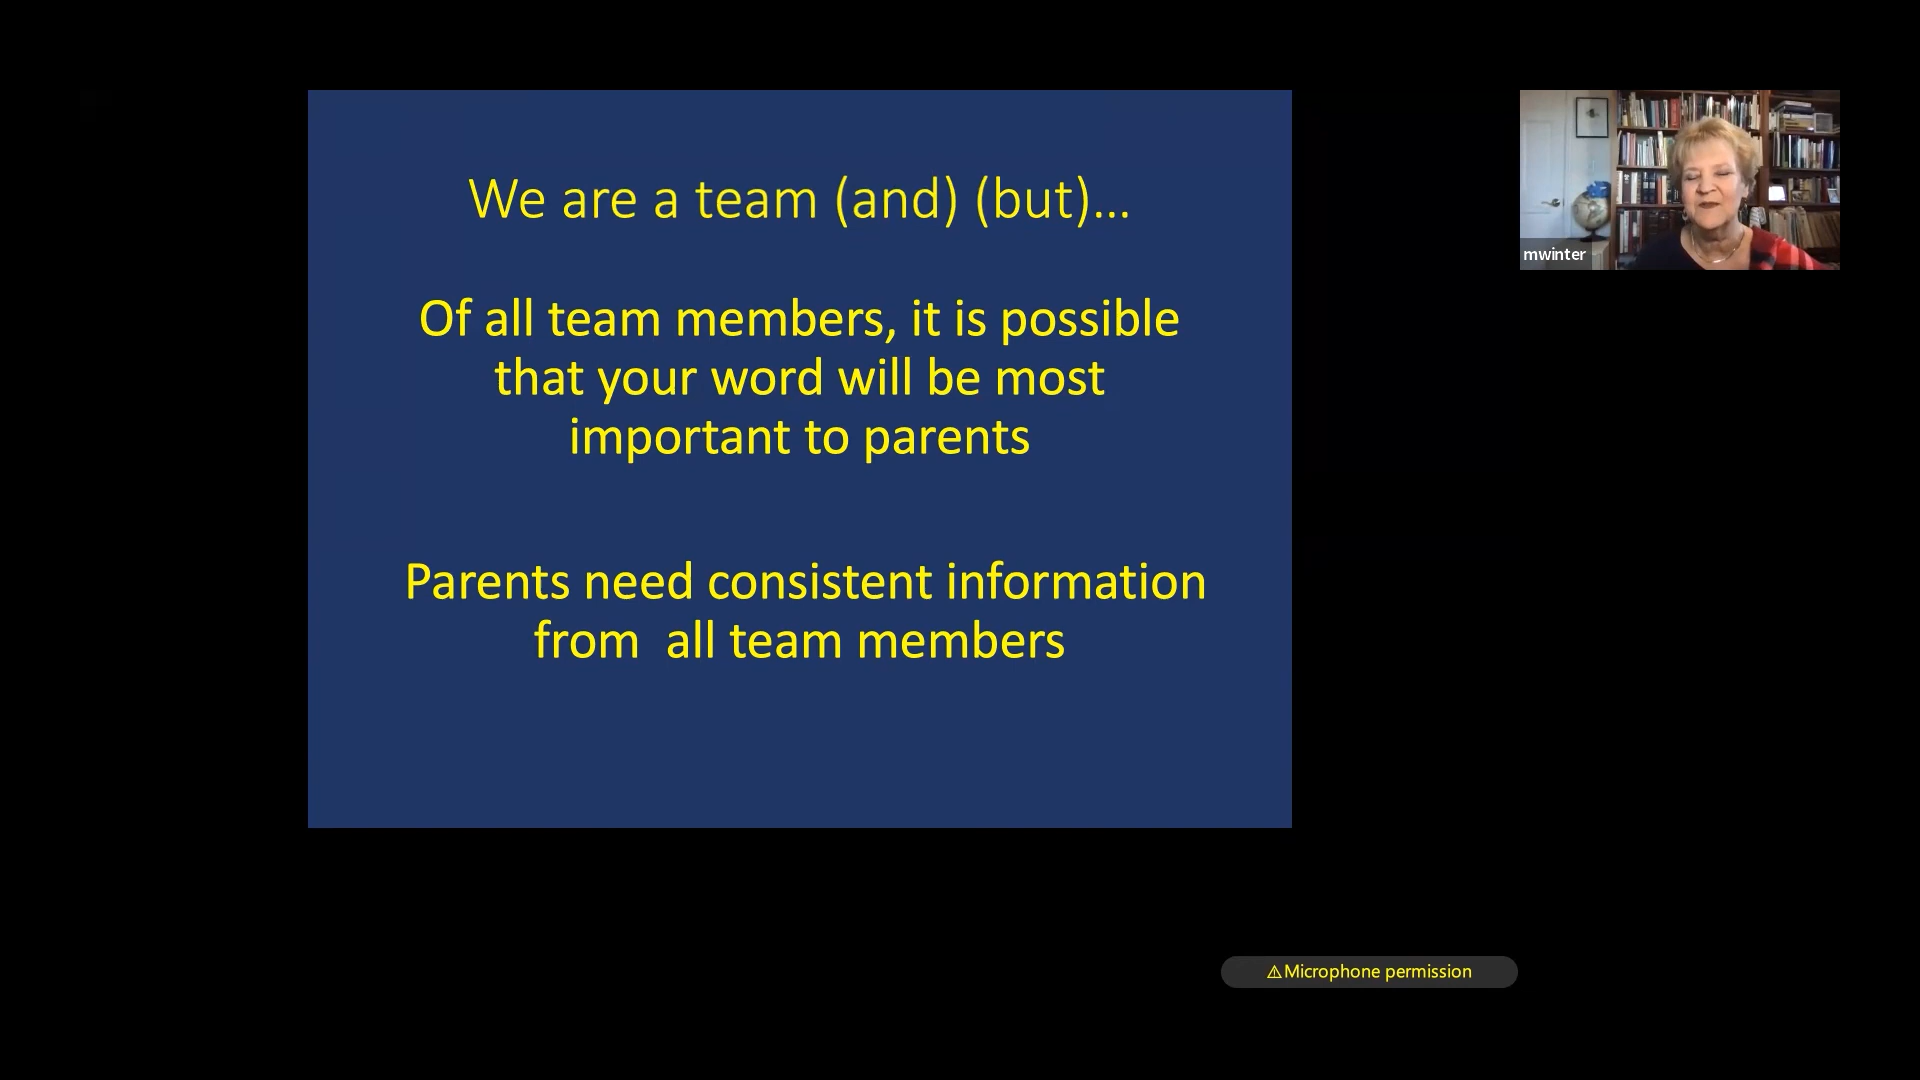 We are a team (and) (but)...
Of all team members, it is possible
that your word will be most
important to parents
Parents need consistent information
from  all team members
mwinter
⚠Microphone permission